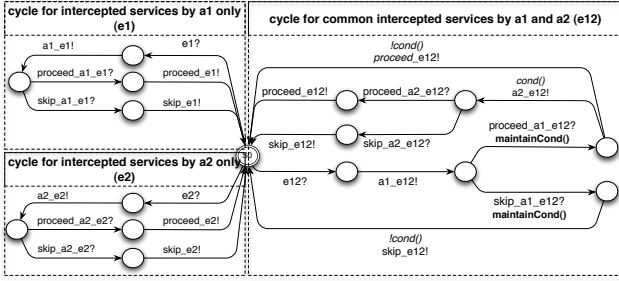 cycle for intercepted services by a1 only
(e1)
a1_e1!
e1?
proceed_a1_e1?
proceed_e1!
skip_a1_e1?
skip_e1!
cycle for intercepted services by a2 only
(e2)
a2_e2!
e2?
proceed_a2_e2?
proceed_e2!
skip_a2_e2?
skip_e2!
cycle for common intercepted services by a1 and a2 (e12)
!cond()
proceed_e12!
cond()
a2_e12!
proceed_e12!
proceed_a2_e12?
proceed_a1_e12?
maintainCond()
skip_e12!
skip_a2_e12?
S0
e12?
a1_e12!
skip_a1_e12?
maintainCond()
!cond()
skip_e12!